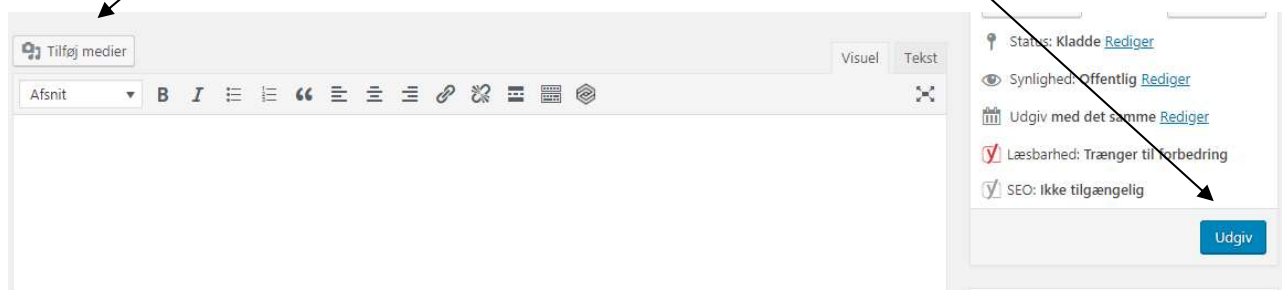 Tilføj medier
Visuel Tekst
Afsnit
Status: Kladde Rediger
Synlighed: Offentlig Rediger
Udgiv med det samme Rediger
Læsbarhed: Trænger til forbedring
SEO: Ikke tilgængelig
Udgiv